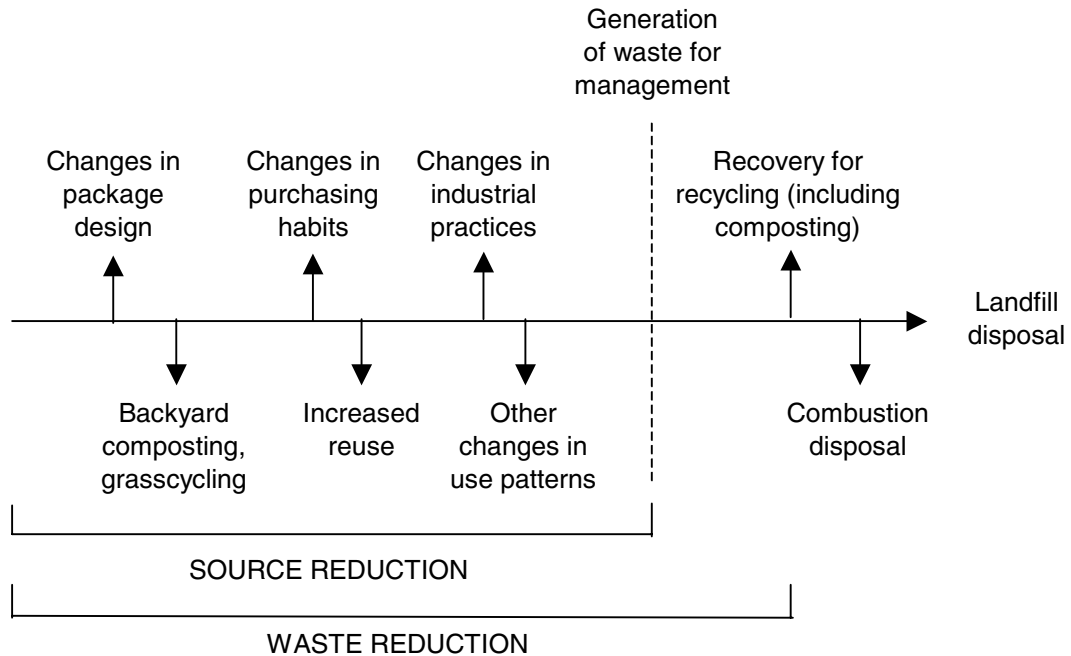 Generation
of waste for
management
Changes in
package
design
Changes in
purchasing
habits
Changes in
industrial
practices
Recovery for
recycling (including
composting)
Landfill
disposal
Backyard
composting,
grasscycling
Increased
reuse
Other
changes in
use patterns
Combustion
disposal
SOURCE REDUCTION
WASTE REDUCTION